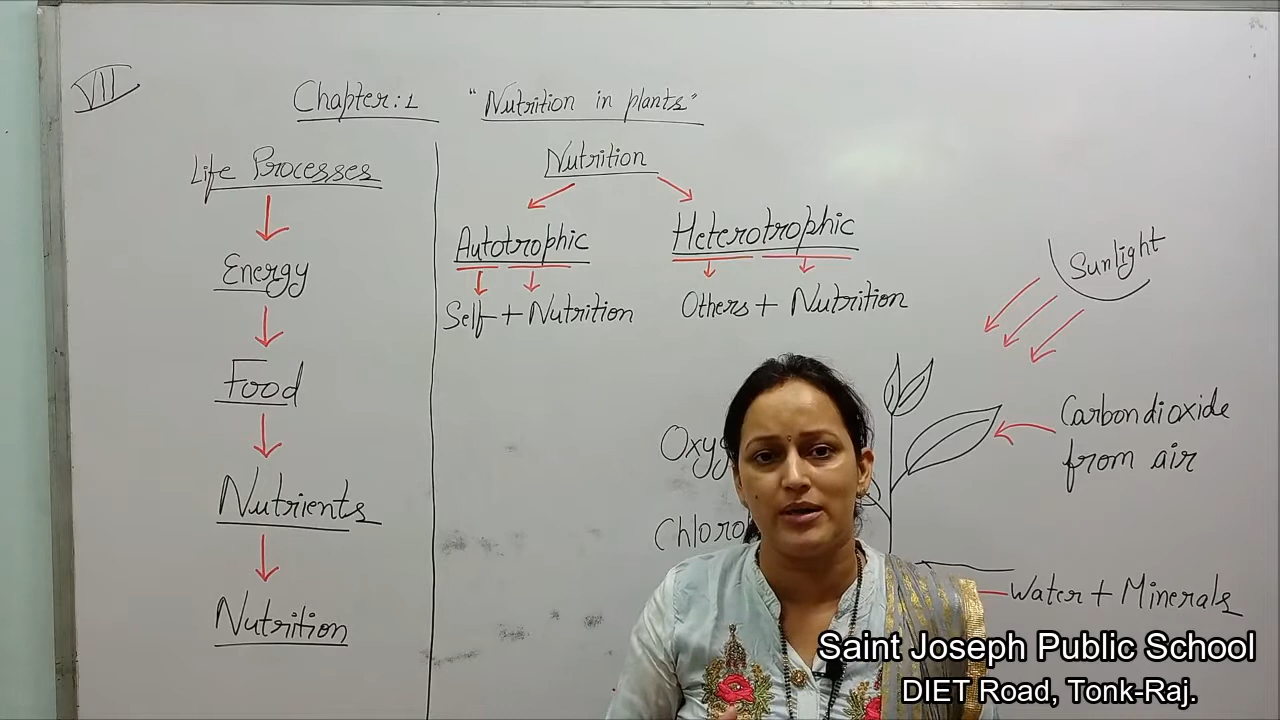 VII
Chapter:1 "Nutrition in plants"
Life Processes
Energy
Food
Nutrients
Nutrition
Nutrition
Autotrophic Heterotrophic
Self + Nutrition Others + Nutrition
Sunlight
Carbondioxide
from air
Water + Minerals
Saint Joseph Public School
DIET Road, Tonk-Raj.